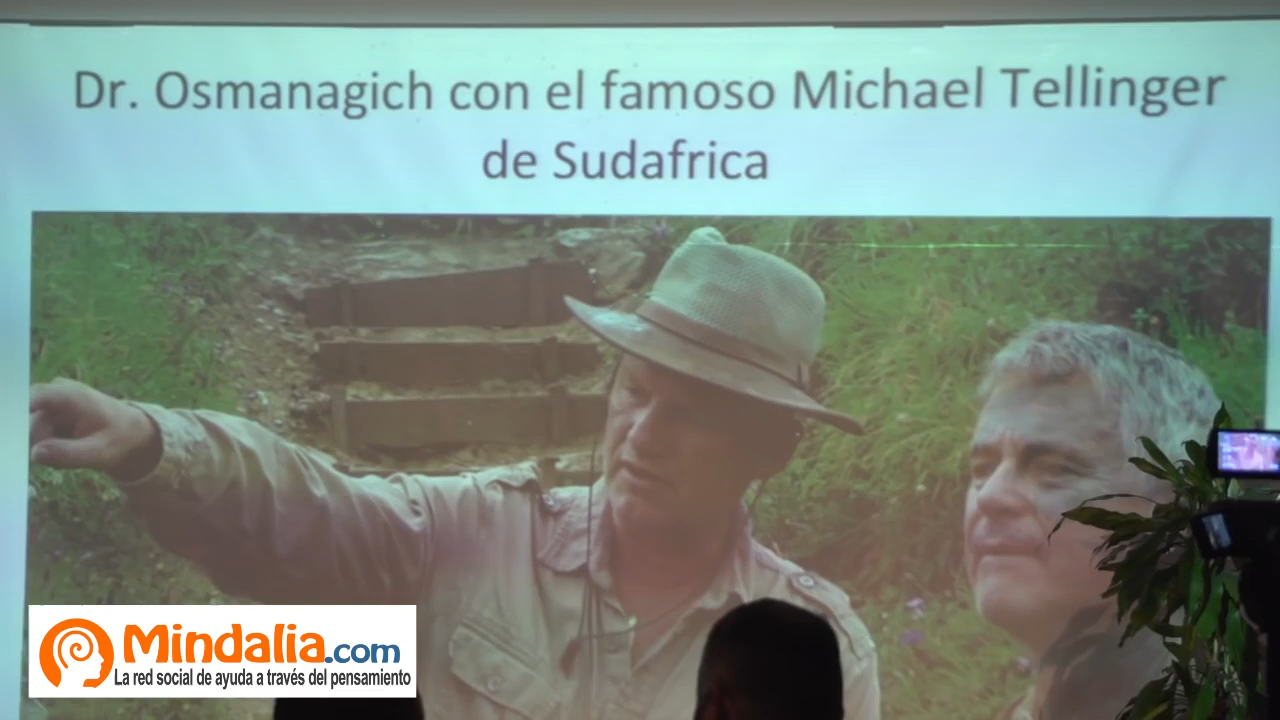 Dr. Osmanagich con el famoso Michael Tellinger
de Sudafrica
Mindalia.com
La red social de ayuda a través del pensamiento